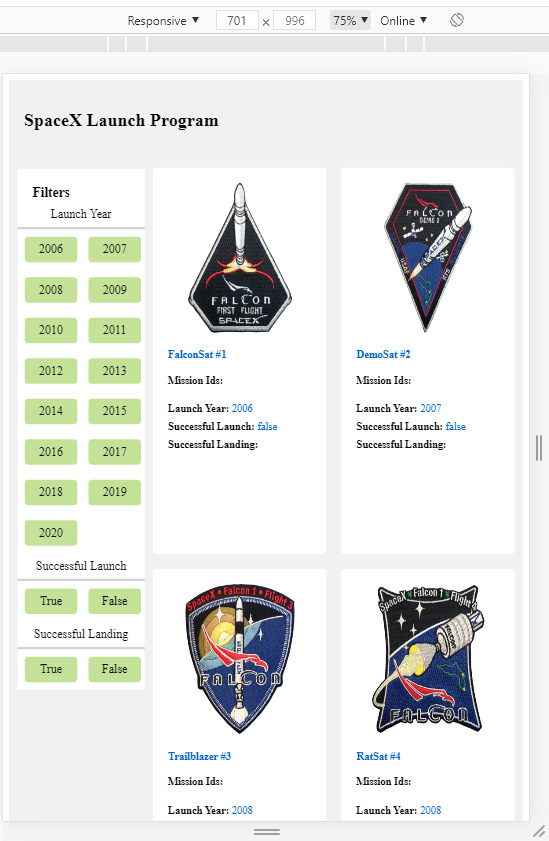 Responsive ▼ 701 × 996 75% ▼ Online ▼
SpaceX Launch Program
Filters
Launch Year
2006 2007
2008 2009
2010 2011
2012 2013
2014 2015
2016 2017
2018 2019
2020
Successful Launch
True False
Successful Landing
True False
FALCON
FIRST FLIGHT
SPACEX
FalconSat #1
Mission Ids:
Launch Year: 2006
Successful Launch: false
Successful Landing:
FALCON
DEMO 2
DemoSat #2
Mission Ids:
Launch Year: 2007
Successful Launch: false
Successful Landing:
SpaceX Falcon 1 Flight 3
FALCON
Trailblazer #3
Mission Ids:
Launch Year: 2008
SpaceX Falcon 1 Flight 4
FALCON
RatSat #4
Mission Ids:
Launch Year: 2008